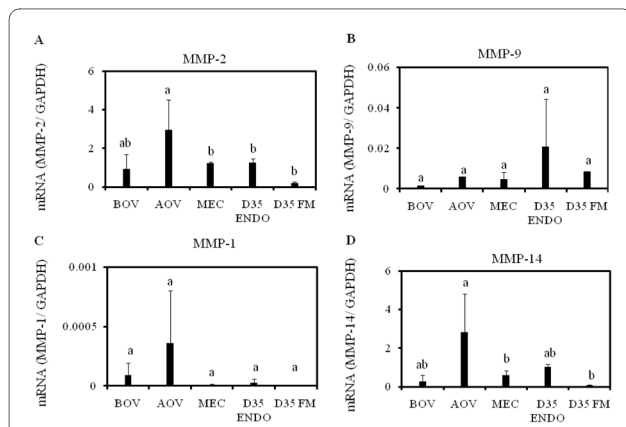 A
MMP-2
mRNA (MMP-2/ GAPDH)
6
4
2
0
ab
a
b
b
b
BOV AOV MEC D35 ENDO D35 FM
B
MMP-9
mRNA (MMP-9/ GAPDH)
0.06
0.04
0.02
0
a
a
a
a
a
BOV AOV MEC D35 ENDO D35 FM
C
MMP-1
mRNA (MMP-1/ GAPDH)
0.001
0.0005
0
a
a
a
a
a
BOV AOV MEC D35 ENDO D35 FM
D
MMP-14
mRNA (MMP-14/ GAPDH)
6
4
2
0
ab
a
b
ab
b
BOV AOV MEC D35 ENDO D35 FM